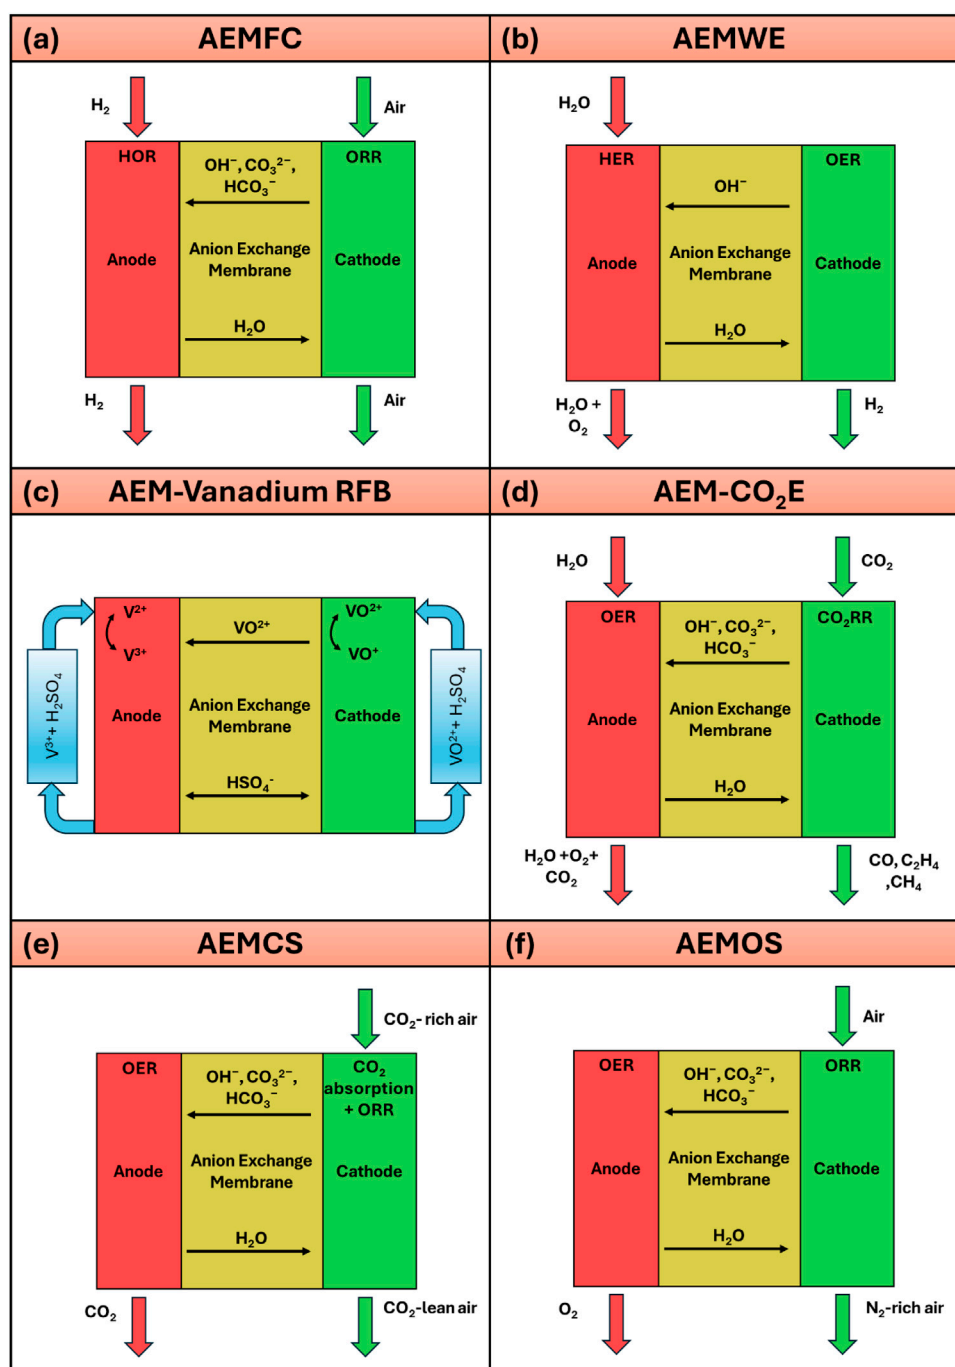 (a) AEMFC
H₂
Air
HOR
OH⁻, CO₃²⁻,
HCO₃⁻
ORR
Anode
Anion Exchange
Membrane
Cathode
H₂O
H₂
Air
(b) AEMWE
H₂O
HER
OH⁻
OER
Anode
Anion Exchange
Membrane
Cathode
H₂O
H₂O +
O₂
H₂
(c) AEM-Vanadium RFB
V²⁺
V³⁺
VO²⁺
VO²⁺
VO⁺
V³⁺+ H₂SO₄
Anode
Anion Exchange
Membrane
Cathode
VO²⁺+ H₂SO₄
HSO₄⁻
(d) AEM-CO₂E
H₂O
CO₂
OER
OH⁻, CO₃²⁻,
HCO₃⁻
CO₂RR
Anode
Anion Exchange
Membrane
Cathode
H₂O
H₂O +O₂+
CO₂
CO, C₂H₄
,CH₄
(e) AEMCS
CO₂- rich air
OER
OH⁻, CO₃²⁻,
HCO₃⁻
CO₂
absorption
+ ORR
Anode
Anion Exchange
Membrane
Cathode
H₂O
CO₂
CO₂-lean air
(f) AEMOS
Air
OER
OH⁻, CO₃²⁻,
HCO₃⁻
ORR
Anode
Anion Exchange
Membrane
Cathode
H₂O
O₂
N₂-rich air